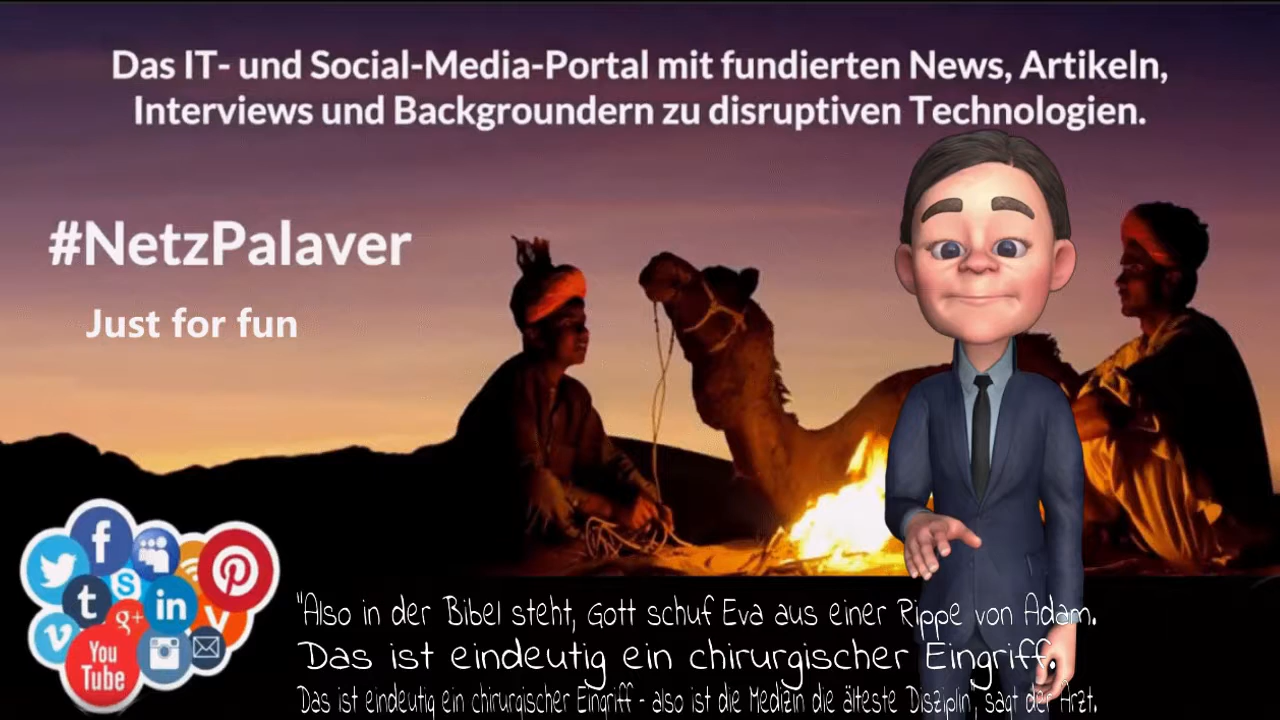 Das IT- und Social-Media-Portal mit fundierten News, Artikeln,
Interviews und Backgroundern zu disruptiven Technologien.
#NetzPalaver
Just for fun
f
t
S
g+
in
V
v
You
Tube
"Also in der Bibel steht, Gott schuf Eva aus einer Rippe von Adam.
Das ist eindeutig ein chirurgischer Eingriff.
Das ist eindeutig ein chirurgischer Eingriff - also ist die Medizin die älteste Disziplin", sagt der Arzt.